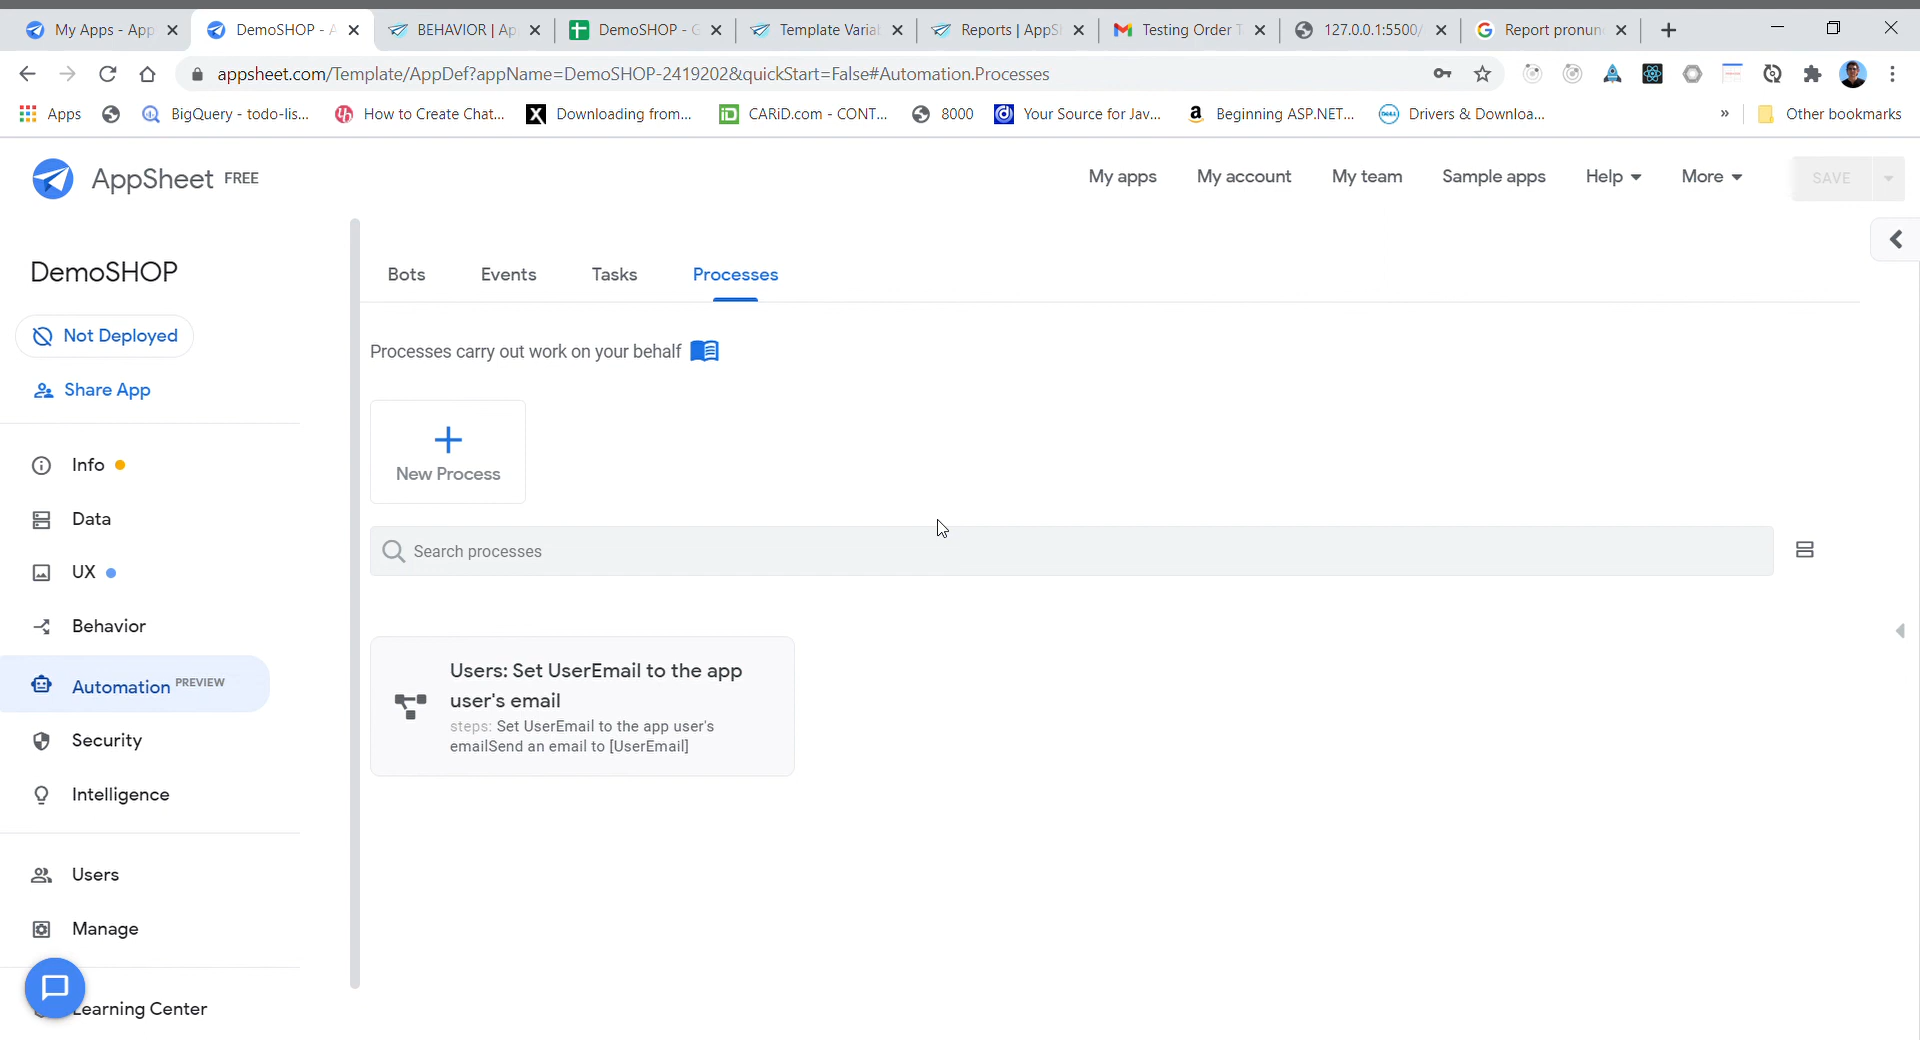 My Apps - App
DemoSHOP - A
BEHAVIOR | Ap
DemoSHOP - G
Template Varia
Reports | AppS
Testing Order T
127.0.0.1:5500/
Report pronun
appsheet.com/Template/AppDef?appName=DemoSHOP-2419202&quickStart=False#Automation.Processes
Apps
BigQuery - todo-lis...
How to Create Chat...
Downloading from...
CARiD.com - CONT...
8000
Your Source for Jav...
Beginning ASP.NET...
Drivers & Downloa...
»
Other bookmarks
AppSheet FREE
My apps
My account
My team
Sample apps
Help
More
SAVE
DemoSHOP
Not Deployed
Share App
Info
Data
UX
Behavior
Automation PREVIEW
Security
Intelligence
Users
Manage
Learning Center
Bots
Events
Tasks
Processes
Processes carry out work on your behalf
New Process
Search processes
Users: Set UserEmail to the app
user's email
steps: Set UserEmail to the app user's
emailSend an email to [UserEmail]